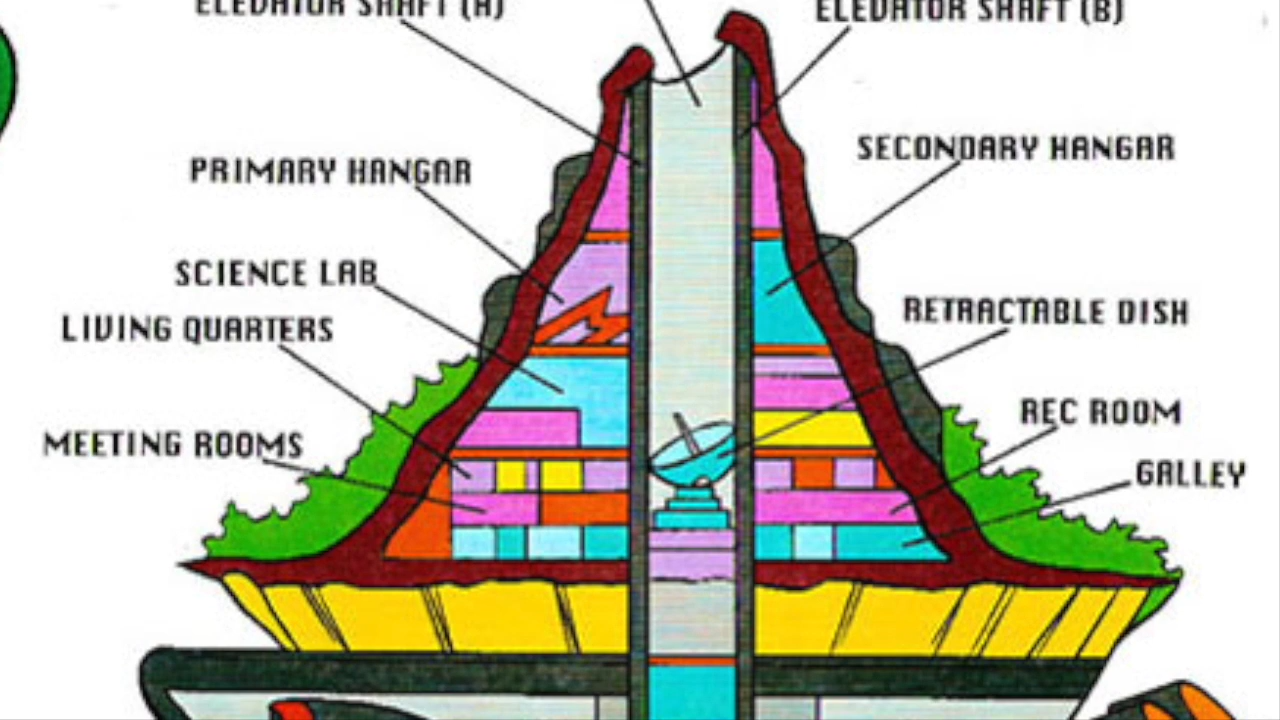 ELEVATOR SHAFT (A)
ELEVATOR SHAFT (B)
PRIMARY HANGAR
SECONDARY HANGAR
SCIENCE LAB
LIVING QUARTERS
RETRACTABLE DISH
MEETING ROOMS
REC ROOM
GALLEY